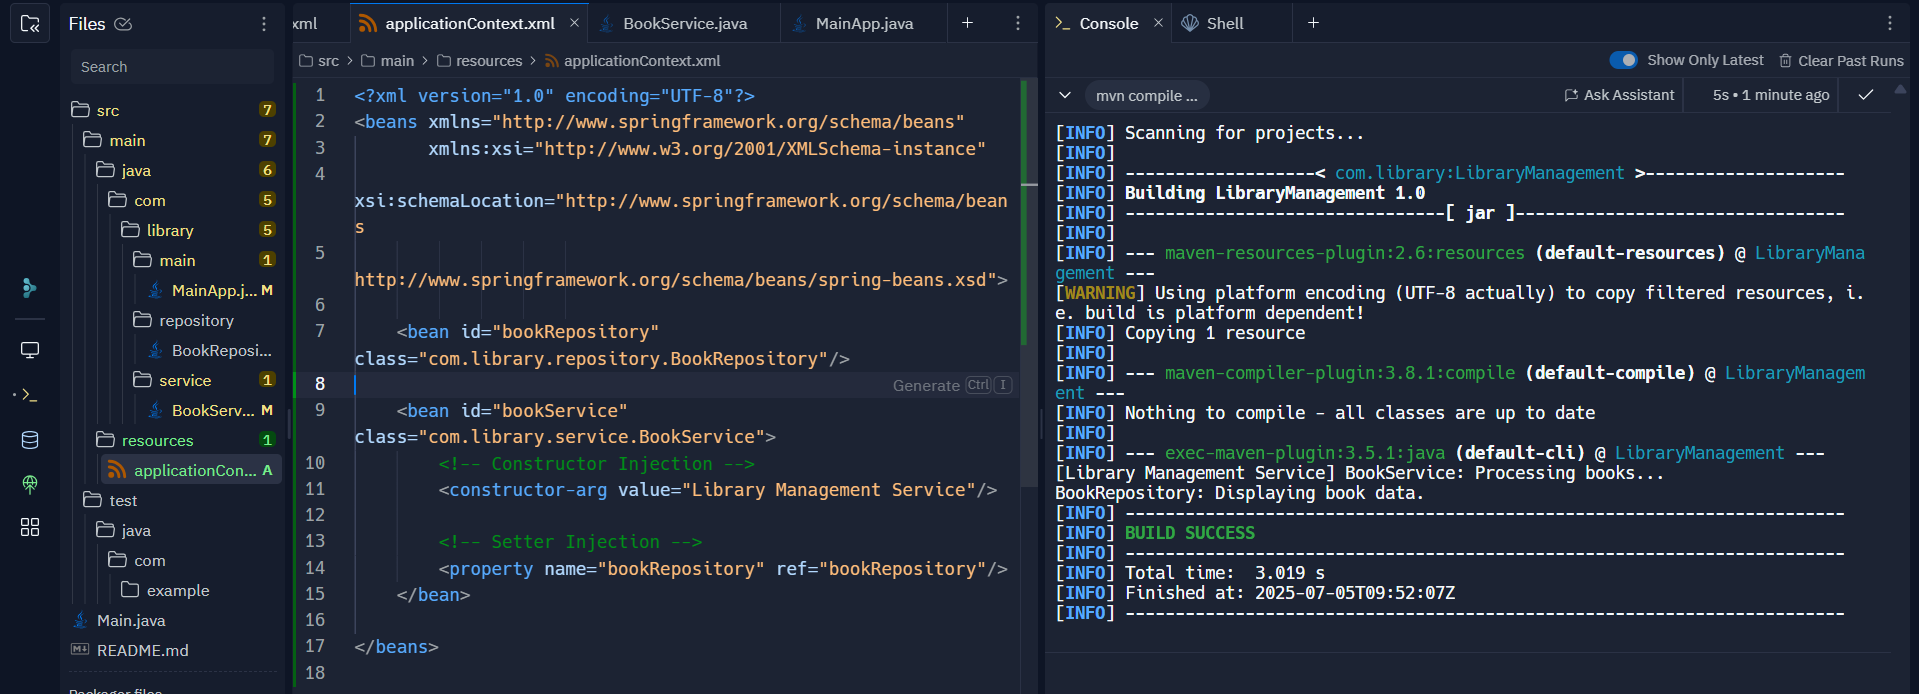 Files
Search
src 7
main 7
java 6
com 5
library 5
main 1
MainApp.j... M
repository
BookReposi...
service 1
BookServ... M
resources 1
applicationCon... A
test
java
com
example
Main.java
README.md
Packager files
xml
applicationContext.xml
BookService.java
MainApp.java
src > main > resources > applicationContext.xml
1 <?xml version="1.0" encoding="UTF-8"?>
2 <beans xmlns="http://www.springframework.org/schema/beans"
3 xmlns:xsi="http://www.w3.org/2001/XMLSchema-instance"
4
xsi:schemaLocation="http://www.springframework.org/schema/bean
s
5
http://www.springframework.org/schema/beans/spring-beans.xsd">
6
7 <bean id="bookRepository"
class="com.library.repository.BookRepository"/>
8 Generate Ctrl I
9 <bean id="bookService"
class="com.library.service.BookService">
10 <!-- Constructor Injection -->
11 <constructor-arg value="Library Management Service"/>
12
13 <!-- Setter Injection -->
14 <property name="bookRepository" ref="bookRepository"/>
15 </bean>
16
17 </beans>
18
Console
Shell
Show Only Latest Clear Past Runs
mvn compile ... Ask Assistant 5s • 1 minute ago
[INFO] Scanning for projects...
[INFO]
[INFO] -------------------< com.library:LibraryManagement >--------------------
[INFO] Building LibraryManagement 1.0
[INFO] --------------------------------[ jar ]---------------------------------
[INFO]
[INFO] --- maven-resources-plugin:2.6:resources (default-resources) @ LibraryMana
gement ---
[WARNING] Using platform encoding (UTF-8 actually) to copy filtered resources, i.
e. build is platform dependent!
[INFO] Copying 1 resource
[INFO]
[INFO] --- maven-compiler-plugin:3.8.1:compile (default-compile) @ LibraryManagem
ent ---
[INFO] Nothing to compile - all classes are up to date
[INFO]
[INFO] --- exec-maven-plugin:3.5.1:java (default-cli) @ LibraryManagement ---
[Library Management Service] BookService: Processing books...
BookRepository: Displaying book data.
[INFO] ------------------------------------------------------------------------
[INFO] BUILD SUCCESS
[INFO] ------------------------------------------------------------------------
[INFO] Total time:  3.019 s
[INFO] Finished at: 2025-07-05T09:52:07Z
[INFO] ------------------------------------------------------------------------